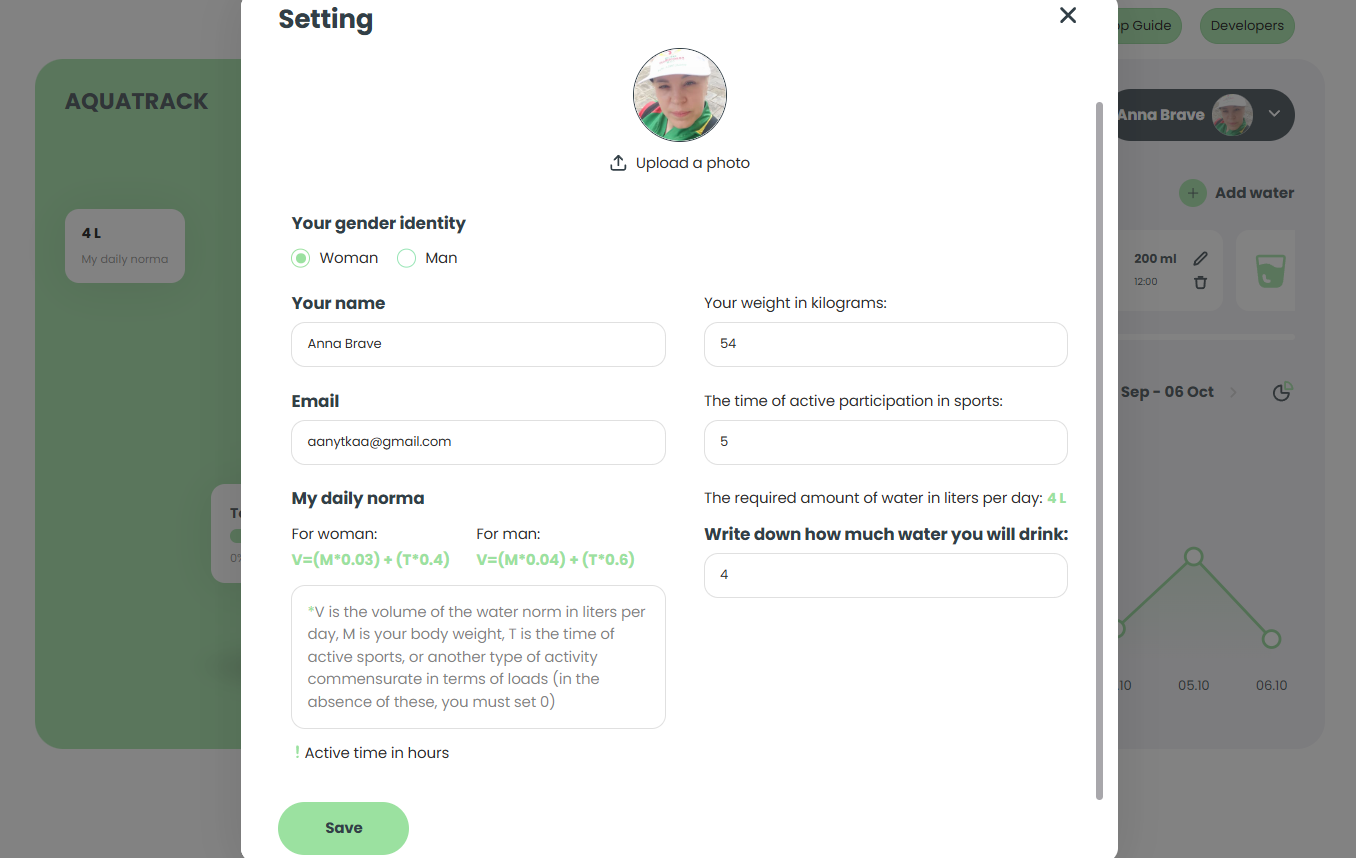 Setting
Guide
Developers
AQUATRACK
Anna Brave
Upload a photo
Add water
4 L
My daily norma
200 ml
12:00
Your gender identity
Woman
Man
Your name
Anna Brave
Your weight in kilograms:
54
Sep - 06 Oct
Email
aanytkaa@gmail.com
The time of active participation in sports:
5
My daily norma
For woman:
V=(M*0.03) + (T*0.4)
For man:
V=(M*0.04) + (T*0.6)
The required amount of water in liters per day: 4 L
Write down how much water you will drink:
4
*V is the volume of the water norm in liters per
day, M is your body weight, T is the time of
active sports, or another type of activity
commensurate in terms of loads (in the
absence of these, you must set 0)
! Active time in hours
.10
05.10
06.10
Save